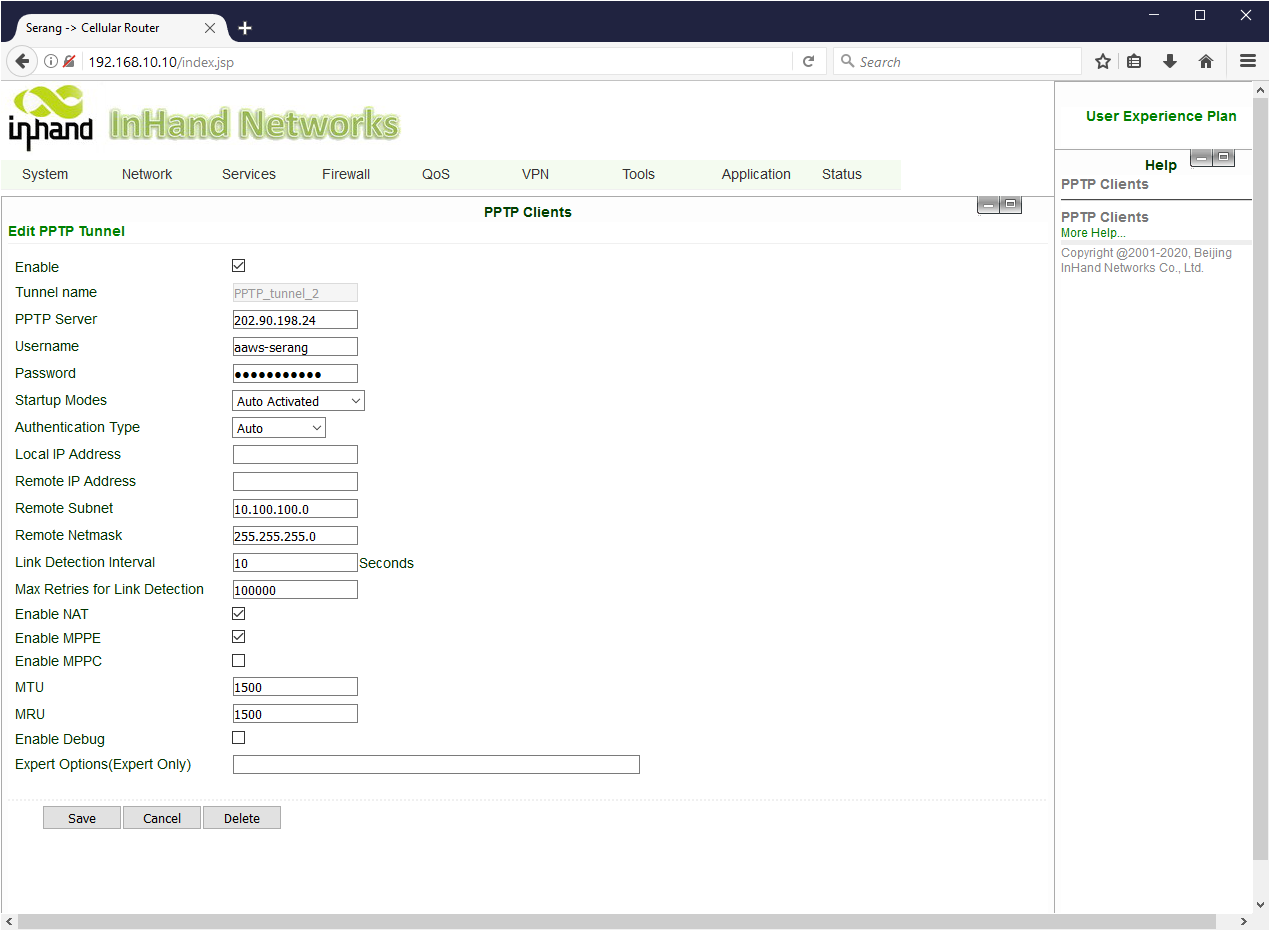 Serang -> Cellular Router
192.168.10.10/index.jsp
Search
inhand
InHand Networks
User Experience Plan
System Network Services Firewall QoS VPN Tools Application Status
Help
PPTP Clients
PPTP Clients
More Help...
Copyright @2001-2020, Beijing
InHand Networks Co., Ltd.
PPTP Clients
Edit PPTP Tunnel
Enable
Tunnel name PPTP_tunnel_2
PPTP Server 202.90.198.24
Username aaws-serang
Password ●●●●●●●●●●●
Startup Modes Auto Activated
Authentication Type Auto
Local IP Address
Remote IP Address
Remote Subnet 10.100.100.0
Remote Netmask 255.255.255.0
Link Detection Interval 10 Seconds
Max Retries for Link Detection 100000
Enable NAT
Enable MPPE
Enable MPPC
MTU 1500
MRU 1500
Enable Debug
Expert Options(Expert Only)
Save Cancel Delete